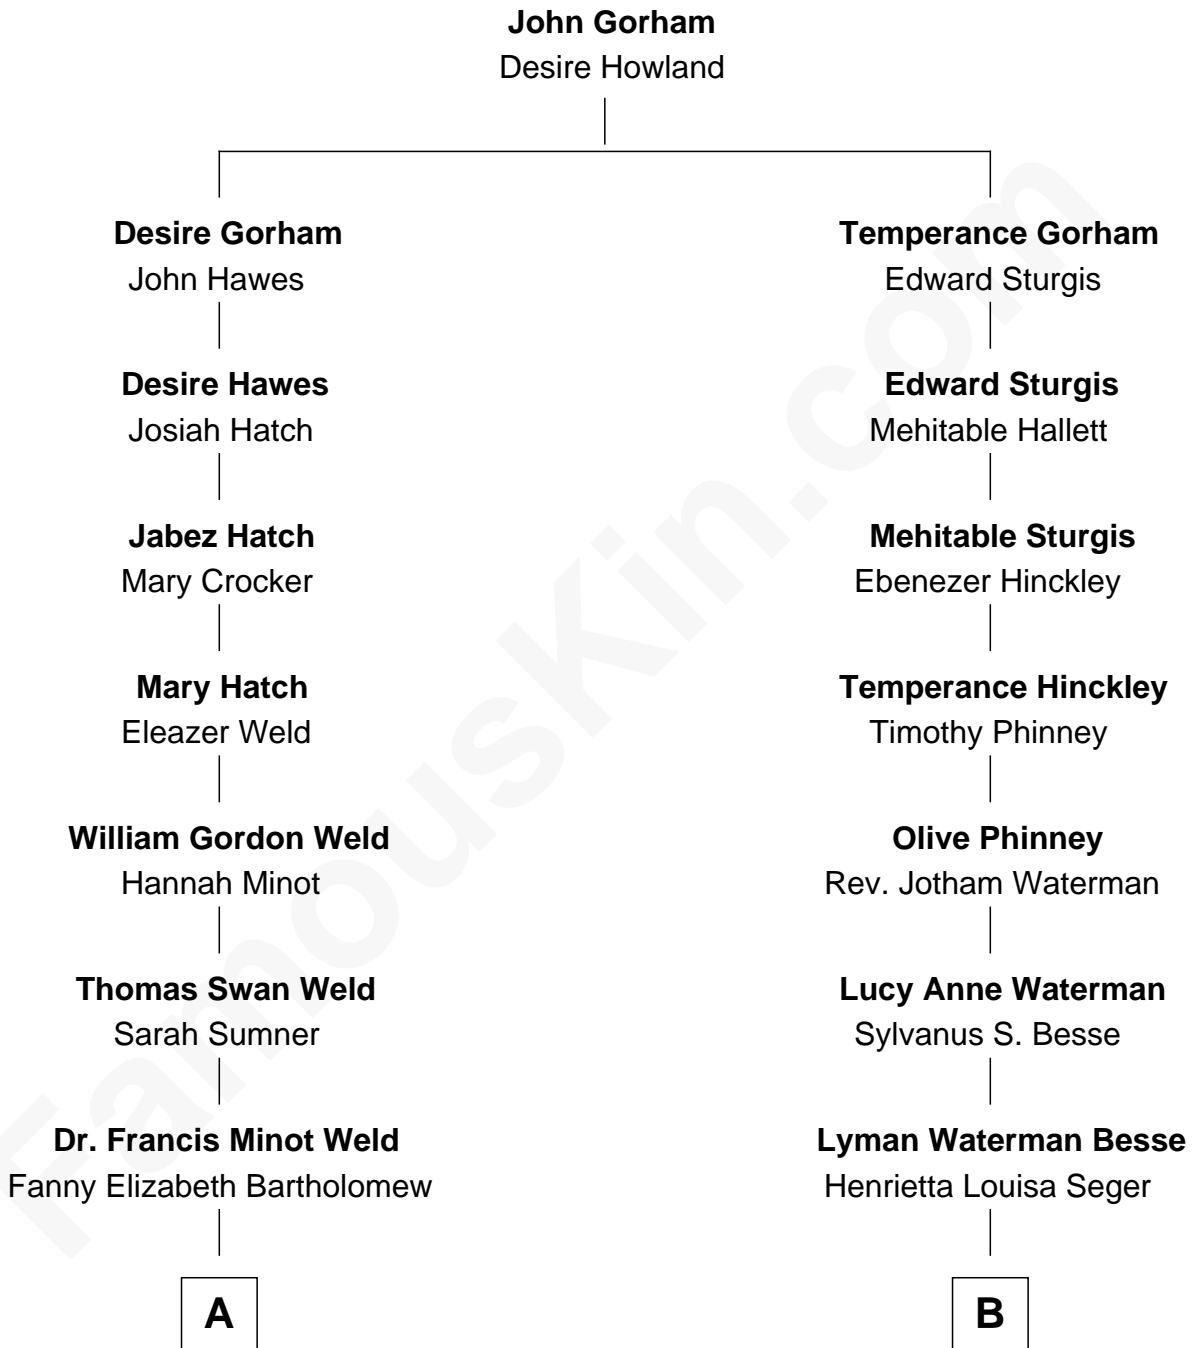 John Gorham
Desire Howland
Desire Gorham
John Hawes
Temperance Gorham
Edward Sturgis
Desire Hawes
Josiah Hatch
Edward Sturgis
Mehitable Hallett
Jabez Hatch
Mary Crocker
Mehitable Sturgis
Ebenezer Hinckley
Mary Hatch
Eleazer Weld
Temperance Hinckley
Timothy Phinney
William Gordon Weld
Hannah Minot
Olive Phinney
Rev. Jotham Waterman
Thomas Swan Weld
Sarah Sumner
Lucy Anne Waterman
Sylvanus S. Besse
Dr. Francis Minot Weld
Fanny Elizabeth Bartholomew
Lyman Waterman Besse
Henrietta Louisa Seger
A
B
FamousKin.com